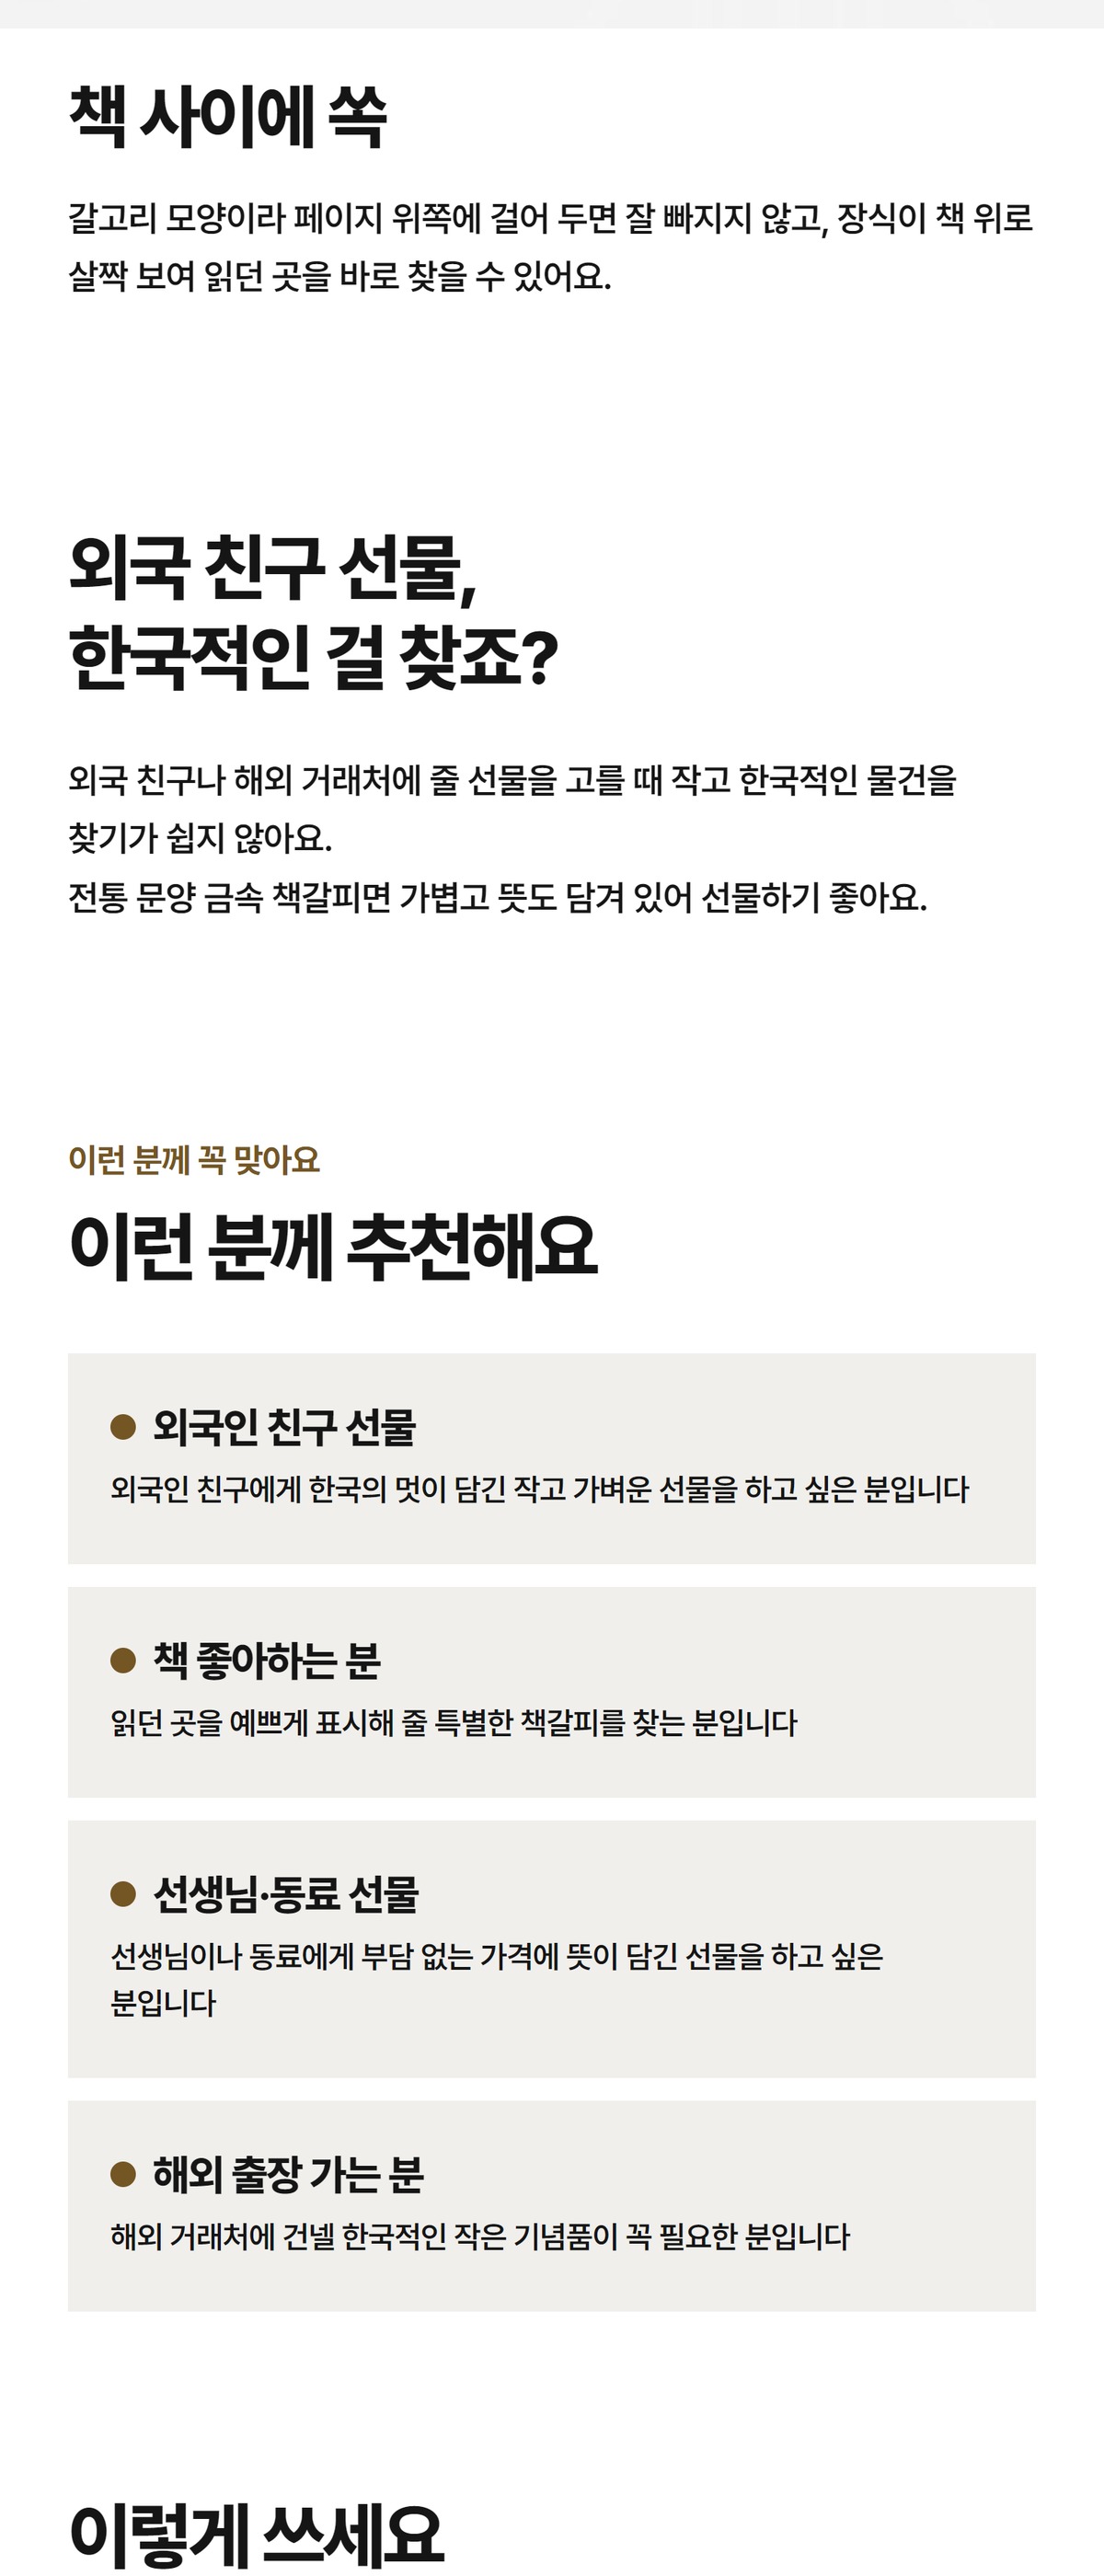 책 사이에 쏙
갈고리 모양이라 페이지 위쪽에 걸어 두면 잘 빠지지 않고, 장식이 책 위로
살짝 보여 읽던 곳을 바로 찾을 수 있어요.
외국 친구 선물,
한국적인 걸 찾죠?
외국 친구나 해외 거래처에 줄 선물을 고를 때 작고 한국적인 물건을
찾기가 쉽지 않아요.
전통 문양 금속 책갈피면 가볍고 뜻도 담겨 있어 선물하기 좋아요.
이런 분께 꼭 맞아요
이런 분께 추천해요
외국인 친구 선물
외국인 친구에게 한국의 멋이 담긴 작고 가벼운 선물을 하고 싶은 분입니다
책 좋아하는 분
읽던 곳을 예쁘게 표시해 줄 특별한 책갈피를 찾는 분입니다
선생님·동료 선물
선생님이나 동료에게 부담 없는 가격에 뜻이 담긴 선물을 하고 싶은
분입니다
해외 출장 가는 분
해외 거래처에 건넬 한국적인 작은 기념품이 꼭 필요한 분입니다
이렇게 쓰세요